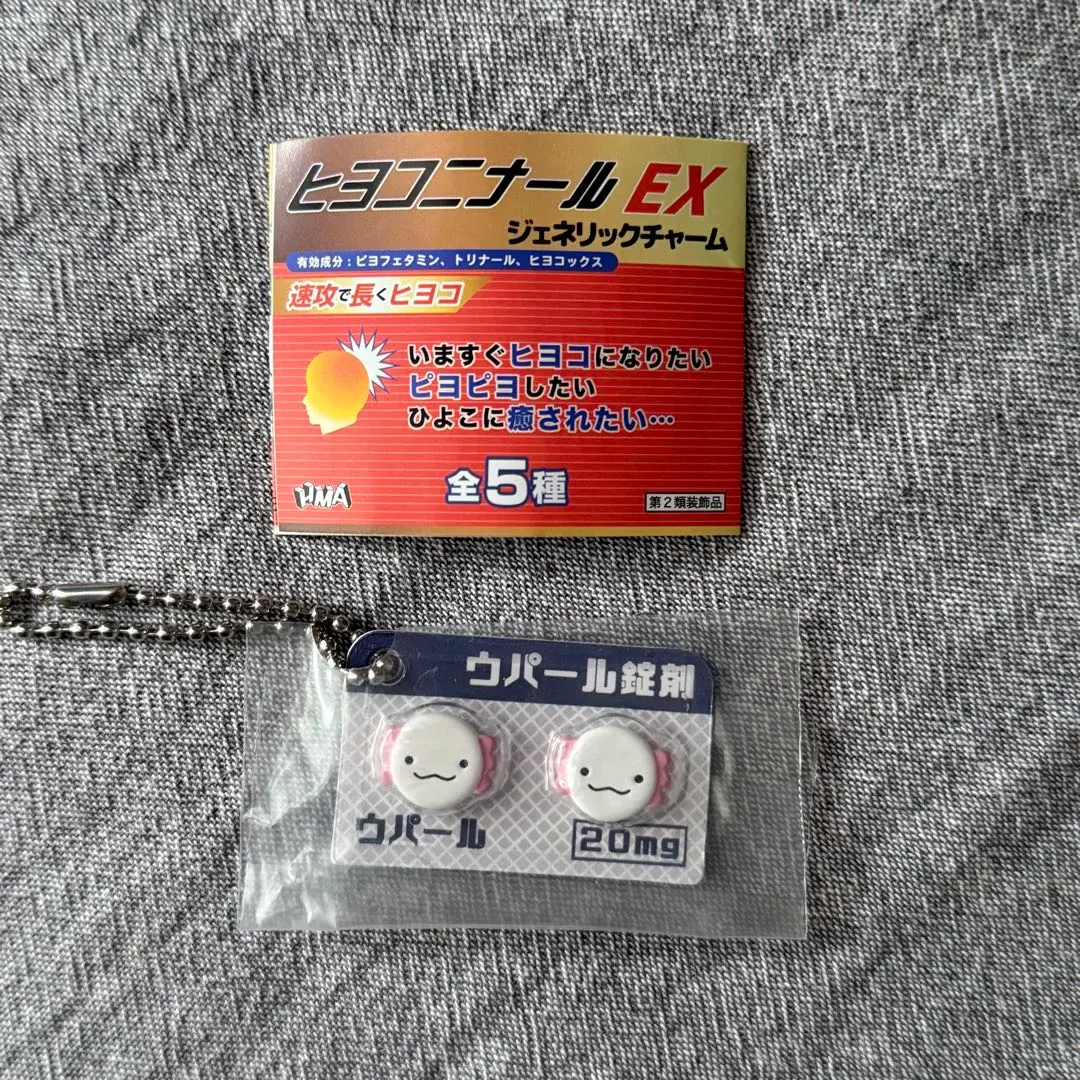 ヒヨコニナール EX
ジェネリックチャーム
有効成分:ピヨフェタミン、トリナール、ヒヨコックス
速攻で長くヒヨコ
いますぐヒヨコになりたい
ピヨピヨしたい
ひよこに癒されたい…
全5種
HMA
第2類装飾品
ウパール錠剤
ウパール
20mg